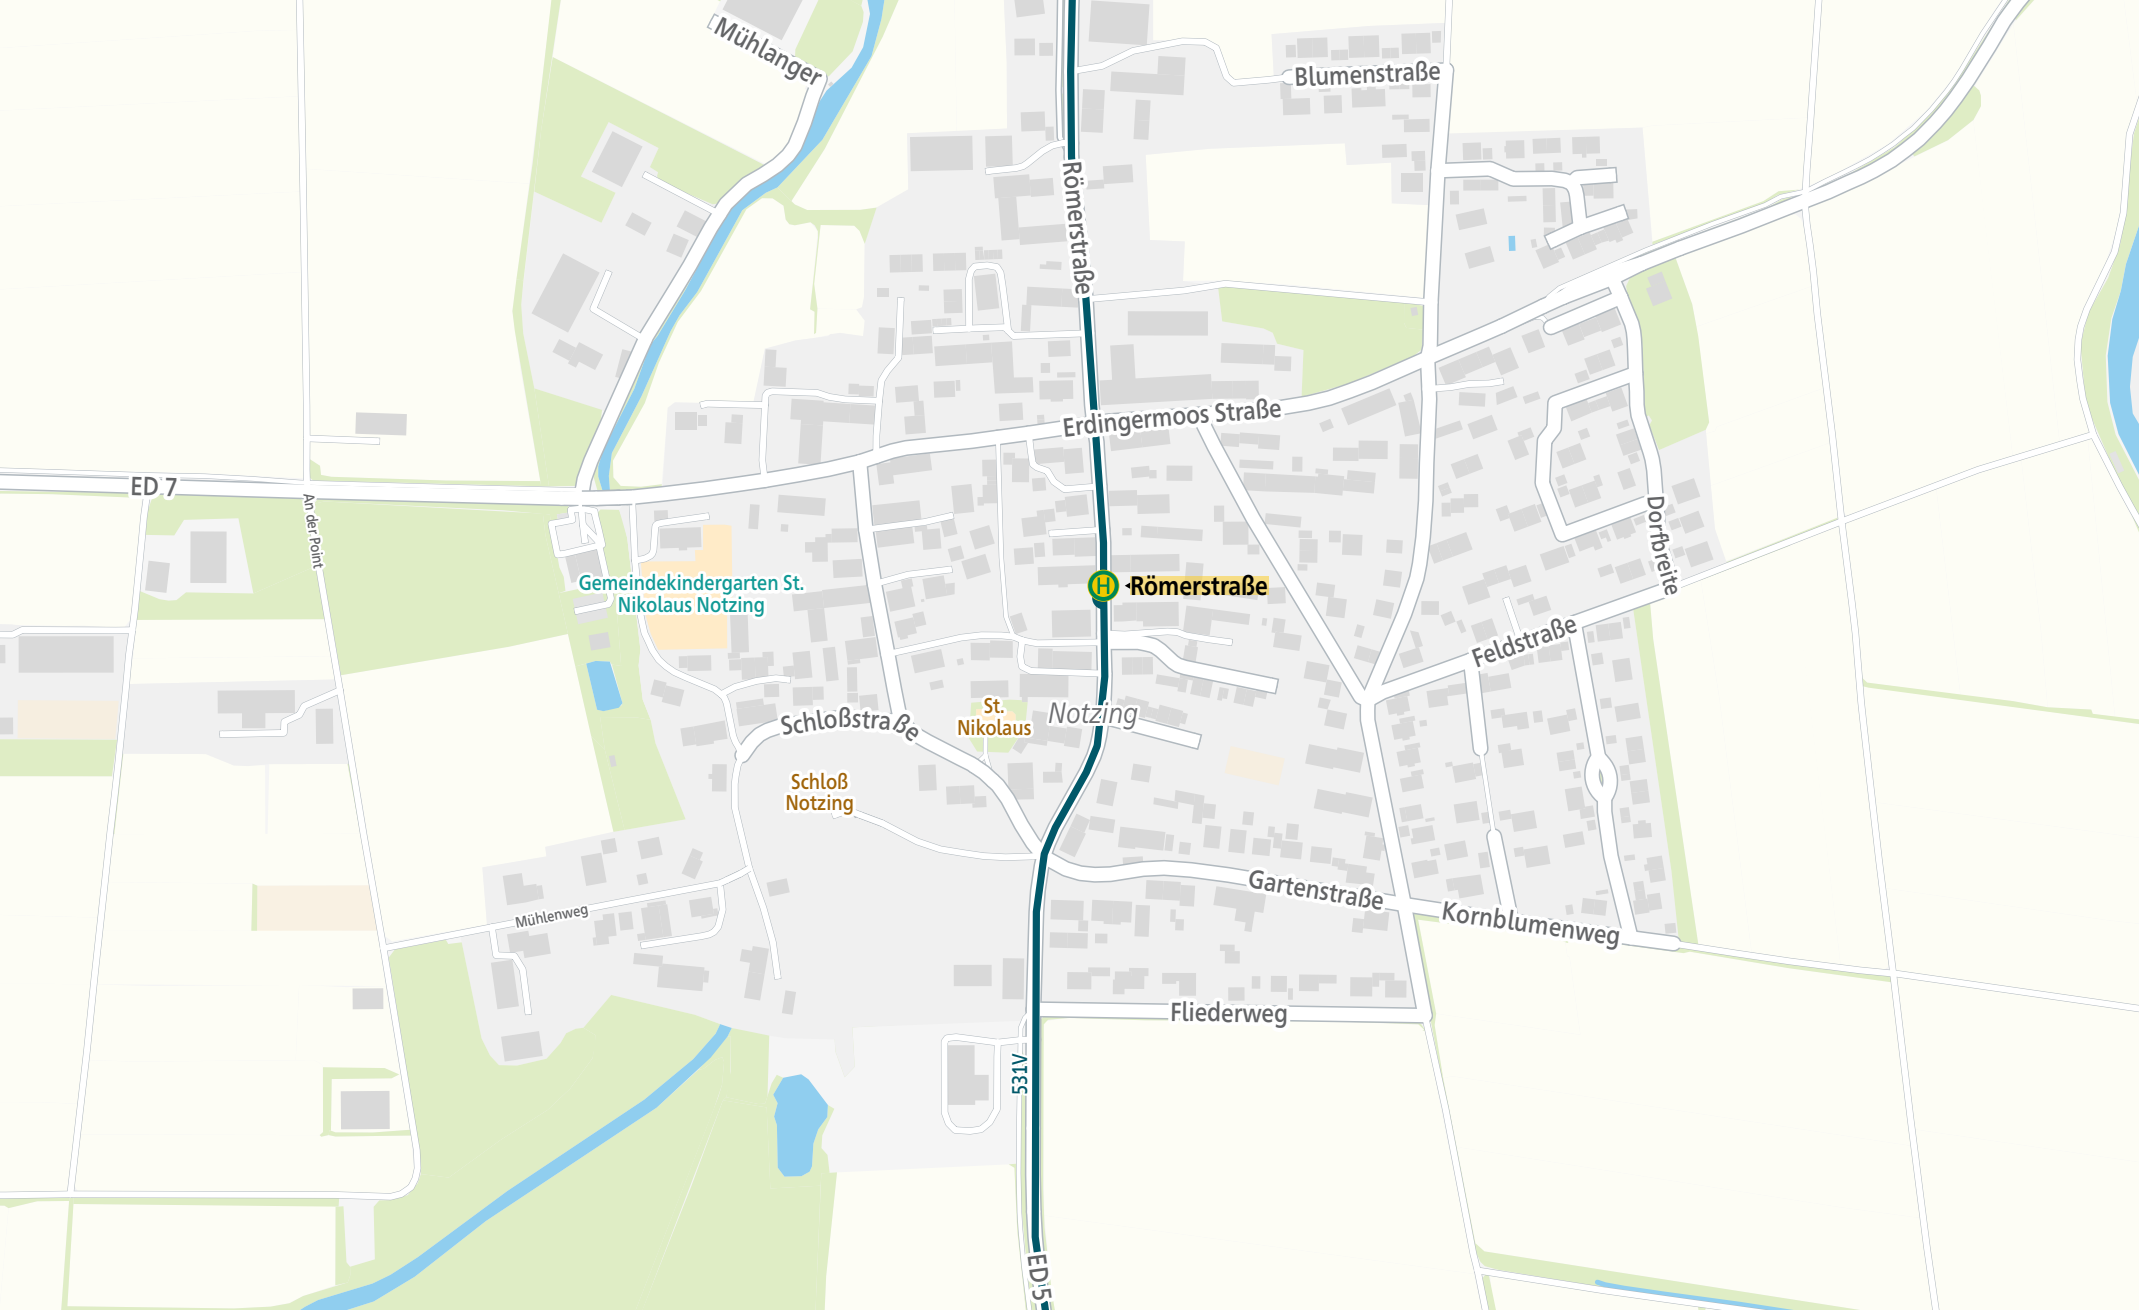 Mühlanger
Blumenstraße
Römerstraße
Erdingermoos Straße
ED 7
An der Point
Dorfbreite
Gemeindekindergarten St.
Nikolaus Notzing
H
Römerstraße
Feldstraße
St.
Nikolaus
Notzing
Schloßstraße
Schloß
Notzing
Gartenstraße
Mühlenweg
Kornblumenweg
Fliederweg
531V
ED 5